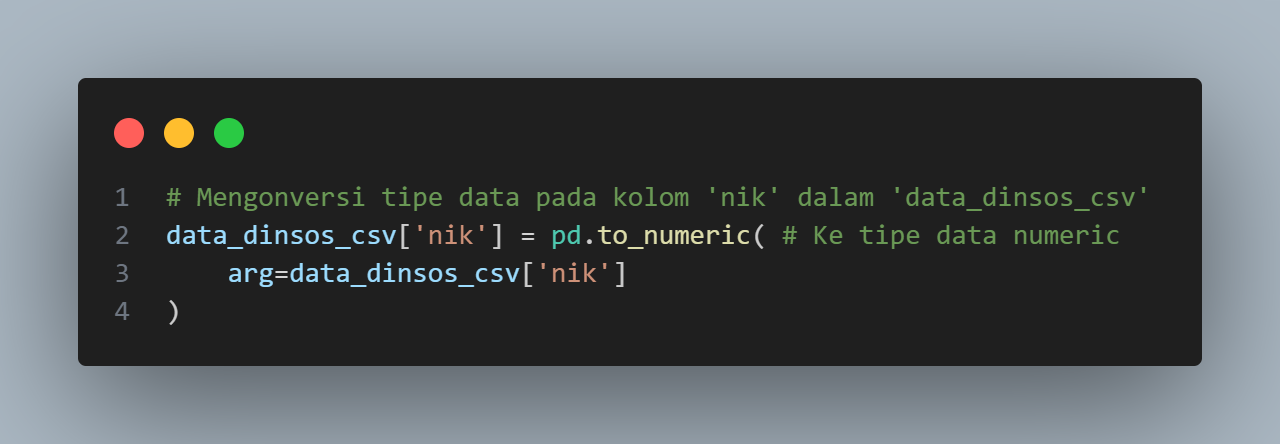 1 # Mengonversi tipe data pada kolom 'nik' dalam 'data_dinsos_csv'
2 data_dinsos_csv['nik'] = pd.to_numeric( # Ke tipe data numeric
3     arg=data_dinsos_csv['nik']
4 )